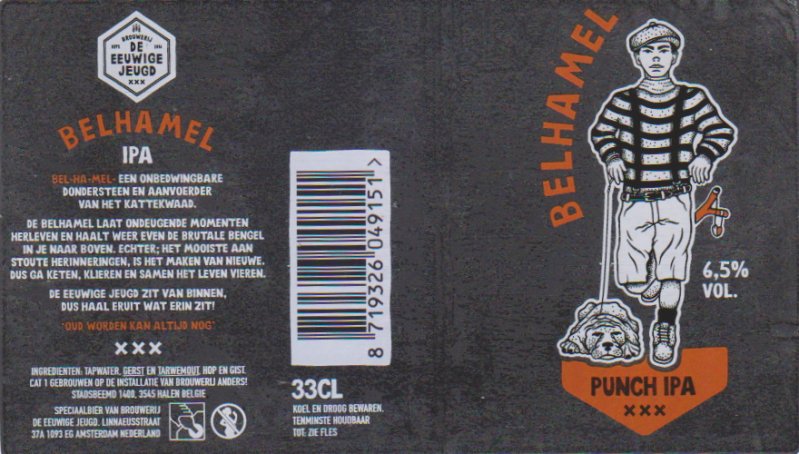 BROUWERIJ
DE
EEUWIGE
JEUGD
XXX
BELHAMEL
IPA
BEL-HA-MEL- EEN ONBEDWINGBARE
DONDERSTEEN EN AANVOERDER
VAN HET KATTEKWAAD.
DE BELHAMEL LAAT ONDEUGENDE MOMENTEN
HERLEVEN EN HAALT WEER EVEN DE BRUTALE BENGEL
IN JE NAAR BOVEN. ECHTER; HET MOOISTE AAN
STOUTE HERINNERINGEN, IS HET MAKEN VAN NIEUWE.
DUS GA KETEN, KLIEREN EN SAMEN HET LEVEN VIEREN.
DE EEUWIGE JEUGD ZIT VAN BINNEN,
DUS HAAL ERUIT WAT ERIN ZIT!
'OUD WORDEN KAN ALTIJD NOG'
XXX
INGREDIENTEN: TAPWATER, GERST EN TARWEMOUT, HOP EN GIST.
CAT 1 GEBROUWEN OP DE INSTALLATIE VAN BROUWERIJ ANDERS!
STADSBEEMD 1400, 3545 HALEN BELGIE
SPECIAALBIER VAN BROUWERIJ
DE EEUWIGE JEUGD. LINNAEUSSTRAAT
37A 1093 EG AMSTERDAM NEDERLAND
8 719326 049151 >
33CL
KOEL EN DROOG BEWAREN.
TENMINSTE HOUDBAAR
TOT: ZIE FLES
BELHAMEL
6,5%
VOL.
PUNCH IPA
XXX